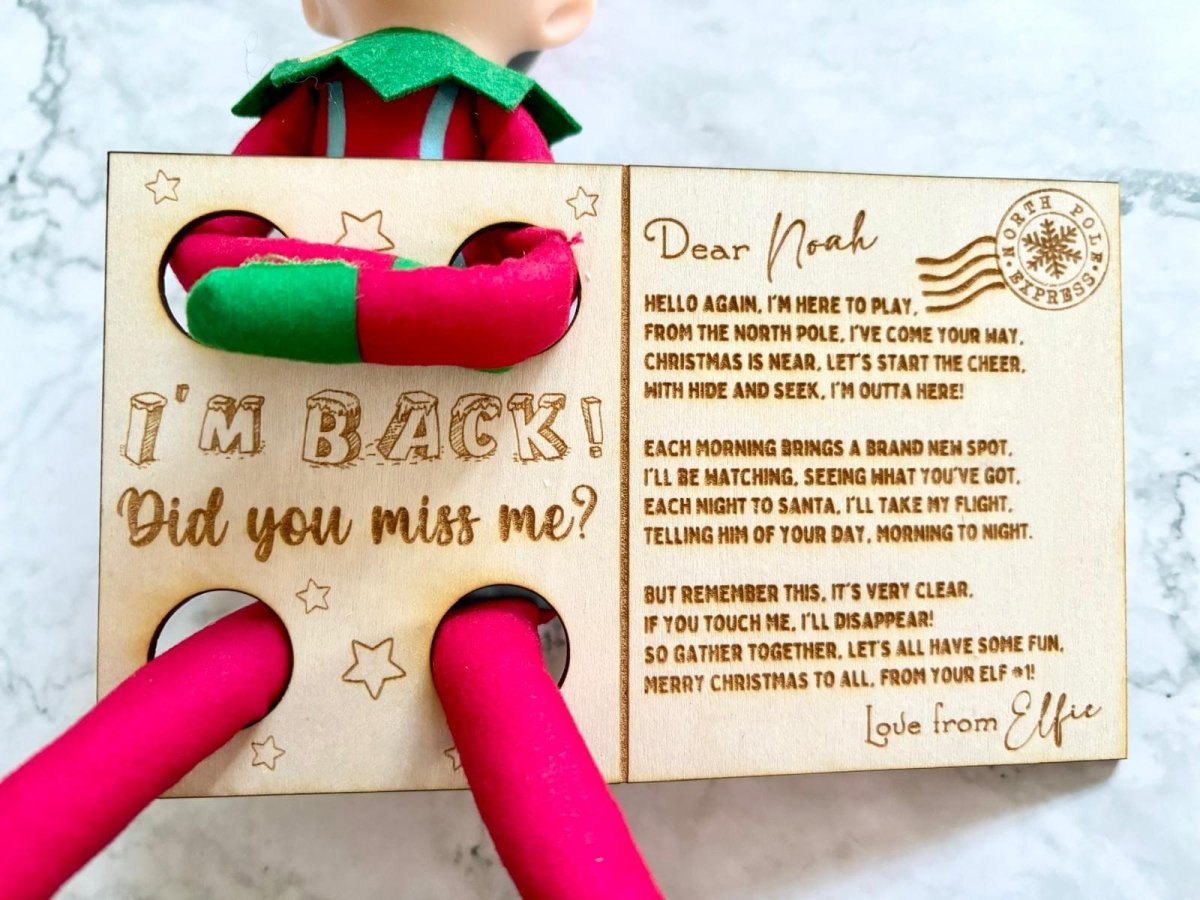 I'M BACK!
Did you miss me?
Dear Noah
NORTH POLE
EXPRESS
HELLO AGAIN, I'M HERE TO PLAY,
FROM THE NORTH POLE, I'VE COME YOUR WAY,
CHRISTMAS IS NEAR, LET'S START THE CHEER,
WITH HIDE AND SEEK, I'M OUTTA HERE!
EACH MORNING BRINGS A BRAND NEW SPOT,
I'LL BE WATCHING, SEEING WHAT YOU'VE GOT,
EACH NIGHT TO SANTA, I'LL TAKE MY FLIGHT,
TELLING HIM OF YOUR DAY, MORNING TO NIGHT.
BUT REMEMBER THIS, IT'S VERY CLEAR,
IF YOU TOUCH ME, I'LL DISAPPEAR!
SO GATHER TOGETHER, LET'S ALL HAVE SOME FUN,
MERRY CHRISTMAS TO ALL, FROM YOUR ELF #1!
Love from Elfie